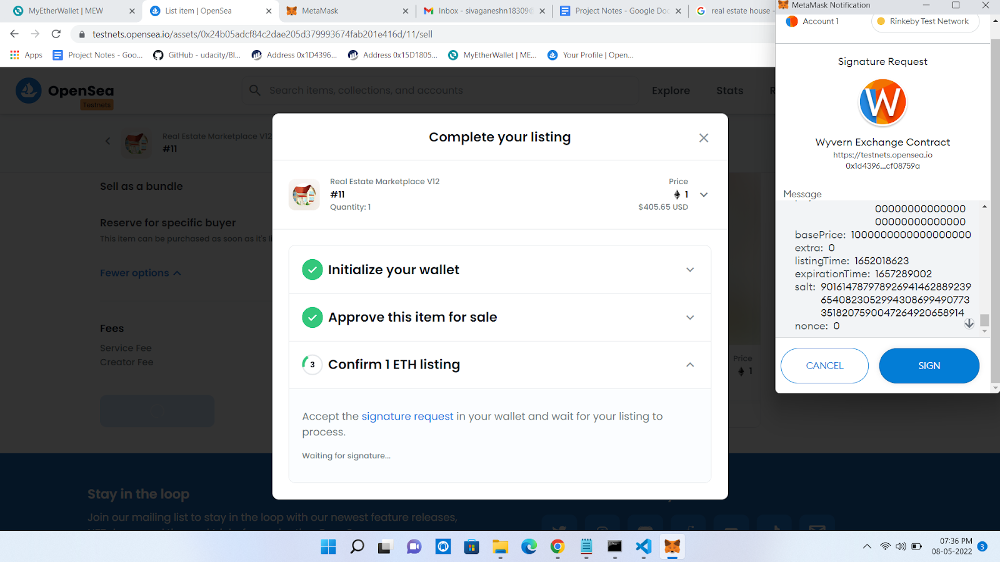 MyEtherWallet | MEW
List item | OpenSea
MetaMask
Inbox - sivaganeshn18309
Project Notes - Google Doc
real estate house -
testnets.opensea.io/assets/0x24b05adcf84c2dae205d379993674fab201e416d/11/sell
Apps
Project Notes - Goo...
GitHub - udacity/Bl...
Address 0x1D4396...
Address 0x15D1805...
MyEtherWallet | ME...
Your Profile | Open...
OpenSea
Testnets
Search items, collections, and accounts
Explore
Stats
R
Real Estate Marketplace V12
#11
Sell as a bundle
Reserve for specific buyer
This item can be purchased as soon as it's li
Fewer options
Fees
Service Fee
Creator Fee
Price
1
Complete your listing
Real Estate Marketplace V12
#11
Quantity: 1
Price
1
$405.65 USD
Initialize your wallet
Approve this item for sale
3
Confirm 1 ETH listing
Accept the signature request in your wallet and wait for your listing to
process.
Waiting for signature...
Stay in the loop
Join our mailing list to stay in the loop with our newest feature releases,
MetaMask Notification
Account 1
Rinkeby Test Network
Signature Request
W
Wyvern Exchange Contract
https://testnets.opensea.io
0x1d4396...cf08759a
Message
00000000000000
00000000000000
basePrice: 1000000000000000000
extra: 0
listingTime: 1652018623
expirationTime: 1657289002
salt: 90161478797892694146288​9239
65408230529943086994907​73
3518207590047264920658914
nonce: 0
CANCEL
SIGN
07:36 PM
08-05-2022
3